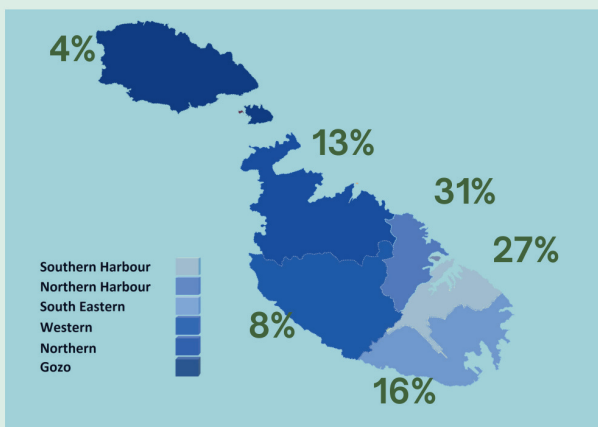 4%
13%
31%
27%
Southern Harbour
Northern Harbour
South Eastern
Western
Northern
Gozo
8%
16%